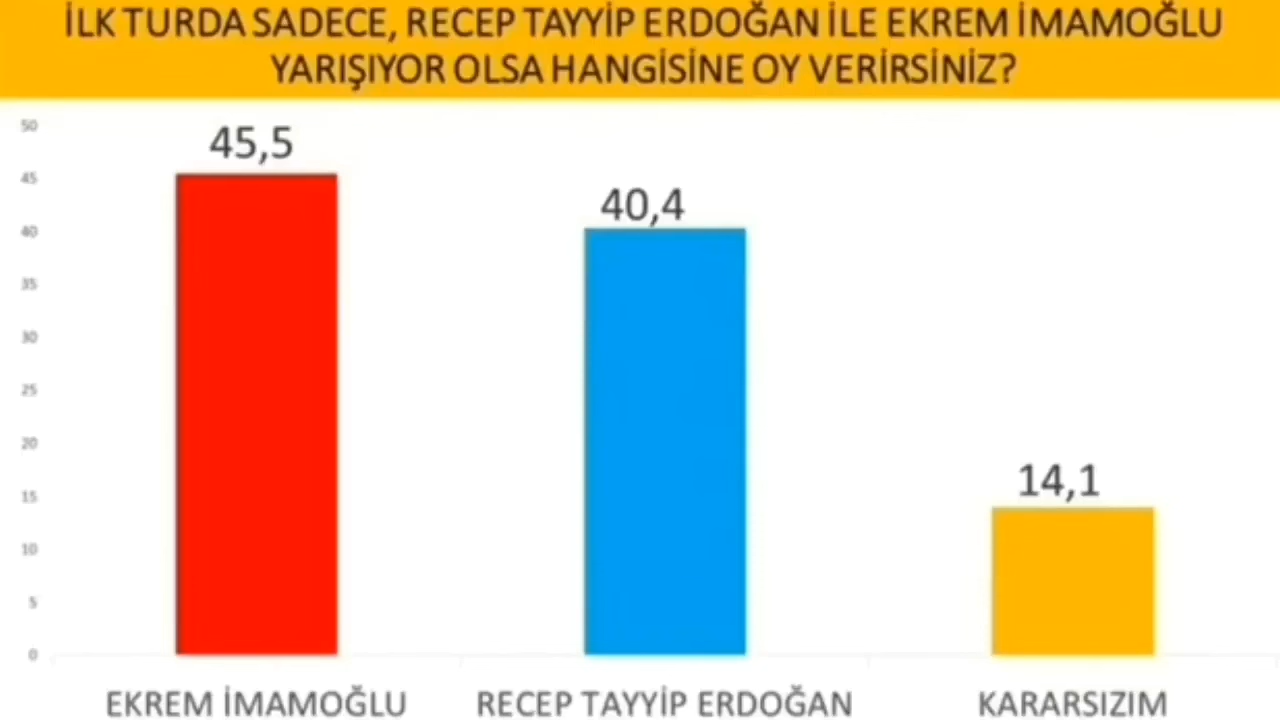 İLK TURDA SADECE, RECEP TAYYİP ERDOĞAN İLE EKREM İMAMOĞLU
YARIŞIYOR OLSA HANGİSİNE OY VERİRSİNİZ?
50
45
40
35
30
25
20
15
10
5
0
45,5
40,4
14,1
EKREM İMAMOĞLU
RECEP TAYYİP ERDOĞAN
KARARSIZIM